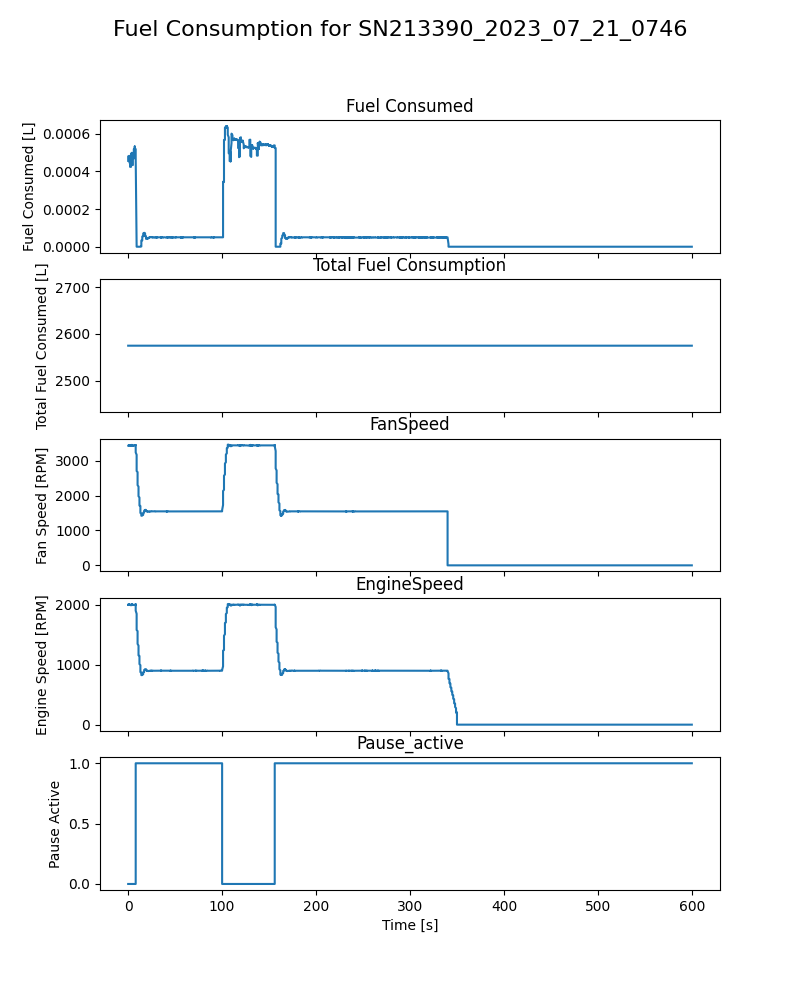 Fuel Consumption for SN213390_2023_07_21_0746
Fuel Consumed
Fuel Consumed [L]
0.0006
0.0004
0.0002
0.0000
Total Fuel Consumption
Total Fuel Consumed [L]
2700
2600
2500
FanSpeed
Fan Speed [RPM]
3000
2000
1000
0
EngineSpeed
Engine Speed [RPM]
2000
1000
0
Pause_active
Pause Active
1.0
0.5
0.0
0 100 200 300 400 500 600
Time [s]